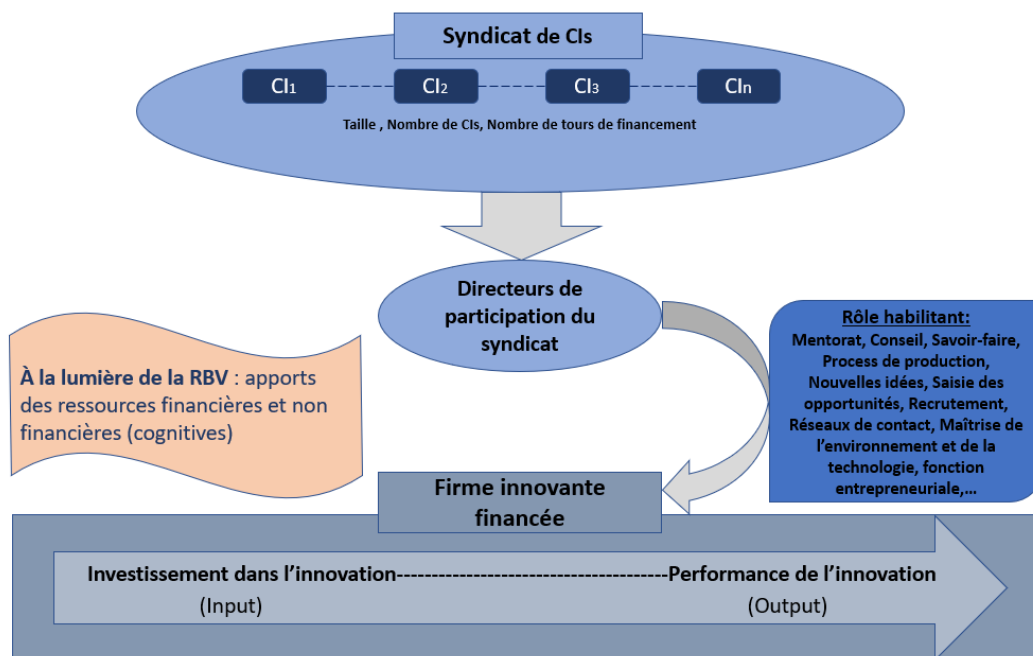 Syndicat de CIs
CI1 CI2 CI3 CIn
Taille , Nombre de CIs, Nombre de tours de financement
Directeurs de
participation du
syndicat
Rôle habilitant:
Mentorat, Conseil, Savoir-faire,
Process de production,
Nouvelles idées, Saisie des
opportunités, Recrutement,
Réseaux de contact, Maîtrise de
l’environnement et de la
technologie, fonction
entrepreneuriale,…
À la lumière de la RBV : apports
des ressources financières et non
financières (cognitives)
Firme innovante
financée
Investissement dans l’innovation---------------------------------------Performance de l’innovation
(Input) (Output)